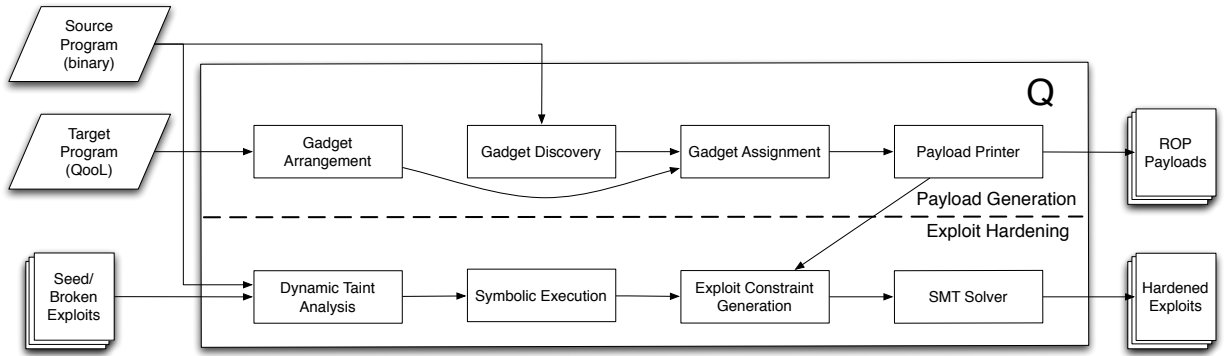 Source
Program
(binary)
Q
Target
Program
(QooL)
Gadget
Arrangement
Gadget Discovery
Gadget Assignment
Payload Printer
ROP
Payloads
Payload Generation
Exploit Hardening
Seed/
Broken
Exploits
Dynamic Taint
Analysis
Symbolic Execution
Exploit Constraint
Generation
SMT Solver
Hardened
Exploits